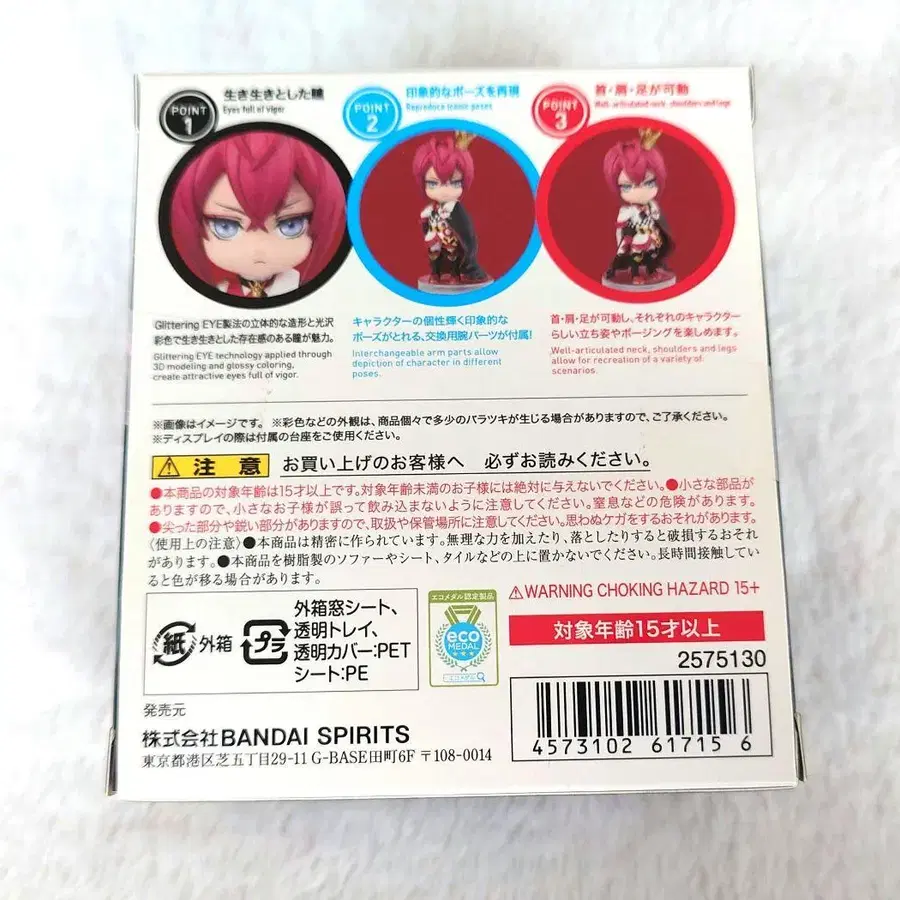 POINT 1
生き生きとした瞳
Eyes full of vigor
POINT 2
印象的なポーズを再現
Reproduce iconic poses
POINT 3
首・肩・足が可動
Well-articulated neck, shoulders and legs
Glittering EYE製法の立体的な造形と光沢
彩色で生き生きとした存在感のある瞳が魅力。
Glittering EYE technology applied through
3D modeling and glossy coloring,
create attractive eyes full of vigor.
キャラクターの個性輝く印象的な
ポーズがとれる、交換用腕パーツが付属!
Interchangeable arm parts allow
depiction of character in different
poses.
首・肩・足が可動し、それぞれのキャラクター
らしい立ち姿やポージングを楽しめます。
Well-articulated neck, shoulders and legs
allow for recreation of a variety of
scenarios.
※画像はイメージです。 ※彩色などの外観は、商品個々で多少のバラツキが生じる場合がありますので、ご了承ください。
※ディスプレイの際は付属の台座をご使用ください。
注意 お買い上げのお客様へ 必ずお読みください。
●本商品の対象年齢は15才以上です。対象年齢未満のお子様には絶対に与えないでください。●小さな部品が
ありますので、小さなお子様が誤って飲み込まないように注意してください。窒息などの危険があります。
●尖った部分や鋭い部分がありますので、取扱や保管場所に注意してください。思わぬケガをするおそれがあります。
〈使用上の注意〉●本商品は精密に作られています。無理な力を加えたり、落としたりすると破損するおそれ
があります。●本商品を樹脂製のソファーやシート、タイルなどの上に置かないでください。長時間接触してい
ると色が移る場合があります。
⚠WARNING CHOKING HAZARD 15+
紙 外箱
プラ
外箱窓シート、
透明トレイ、
透明カバー:PET
シート:PE
エコメダル認定製品
eco
MEDAL
エコメダル
対象年齢15才以上
2575130
4573102 61715 6
発売元
株式会社BANDAI SPIRITS
東京都港区芝五丁目29-11 G-BASE田町6F 〒108-0014